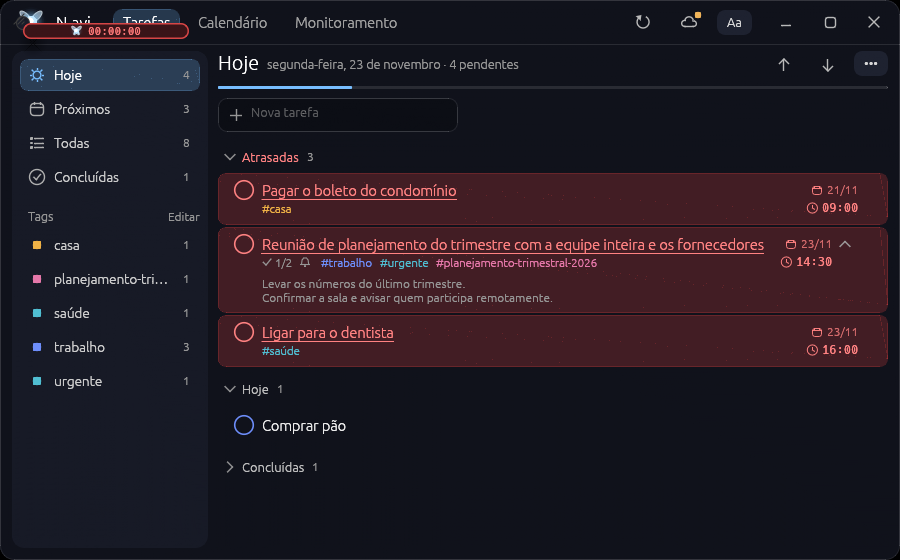 Navi Tarefas Calendário Monitoramento Aa
00:00:00
Hoje 4
Próximos 3
Todas 8
Concluídas 1
Tags Editar
casa 1
planejamento-tri... 1
saúde 1
trabalho 3
urgente 1
Hoje segunda-feira, 23 de novembro · 4 pendentes
Nova tarefa
Atrasadas 3
Pagar o boleto do condomínio 21/11
#casa 09:00
Reunião de planejamento do trimestre com a equipe inteira e os fornecedores 23/11
1/2 #trabalho #urgente #planejamento-trimestral-2026 14:30
Levar os números do último trimestre.
Confirmar a sala e avisar quem participa remotamente.
Ligar para o dentista 23/11
#saúde 16:00
Hoje 1
Comprar pão
Concluídas 1